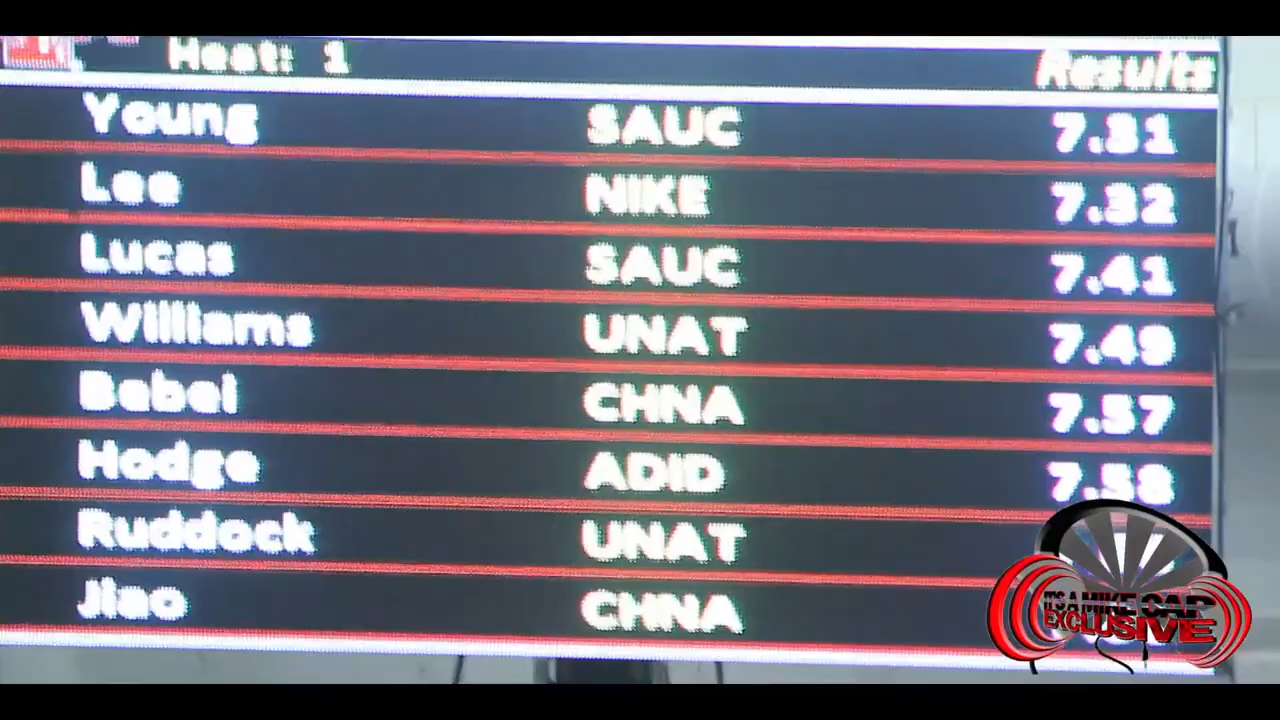 Heat: 1 Results
Young SAUC 7.31
Lee NIKE 7.32
Lucas SAUC 7.41
Williams UNAT 7.49
Babel CHNA 7.57
Hodge ADID 7.58
Ruddock UNAT
Jiao CHNA
IT'S A MIKE CAP
EXCLUSIVE